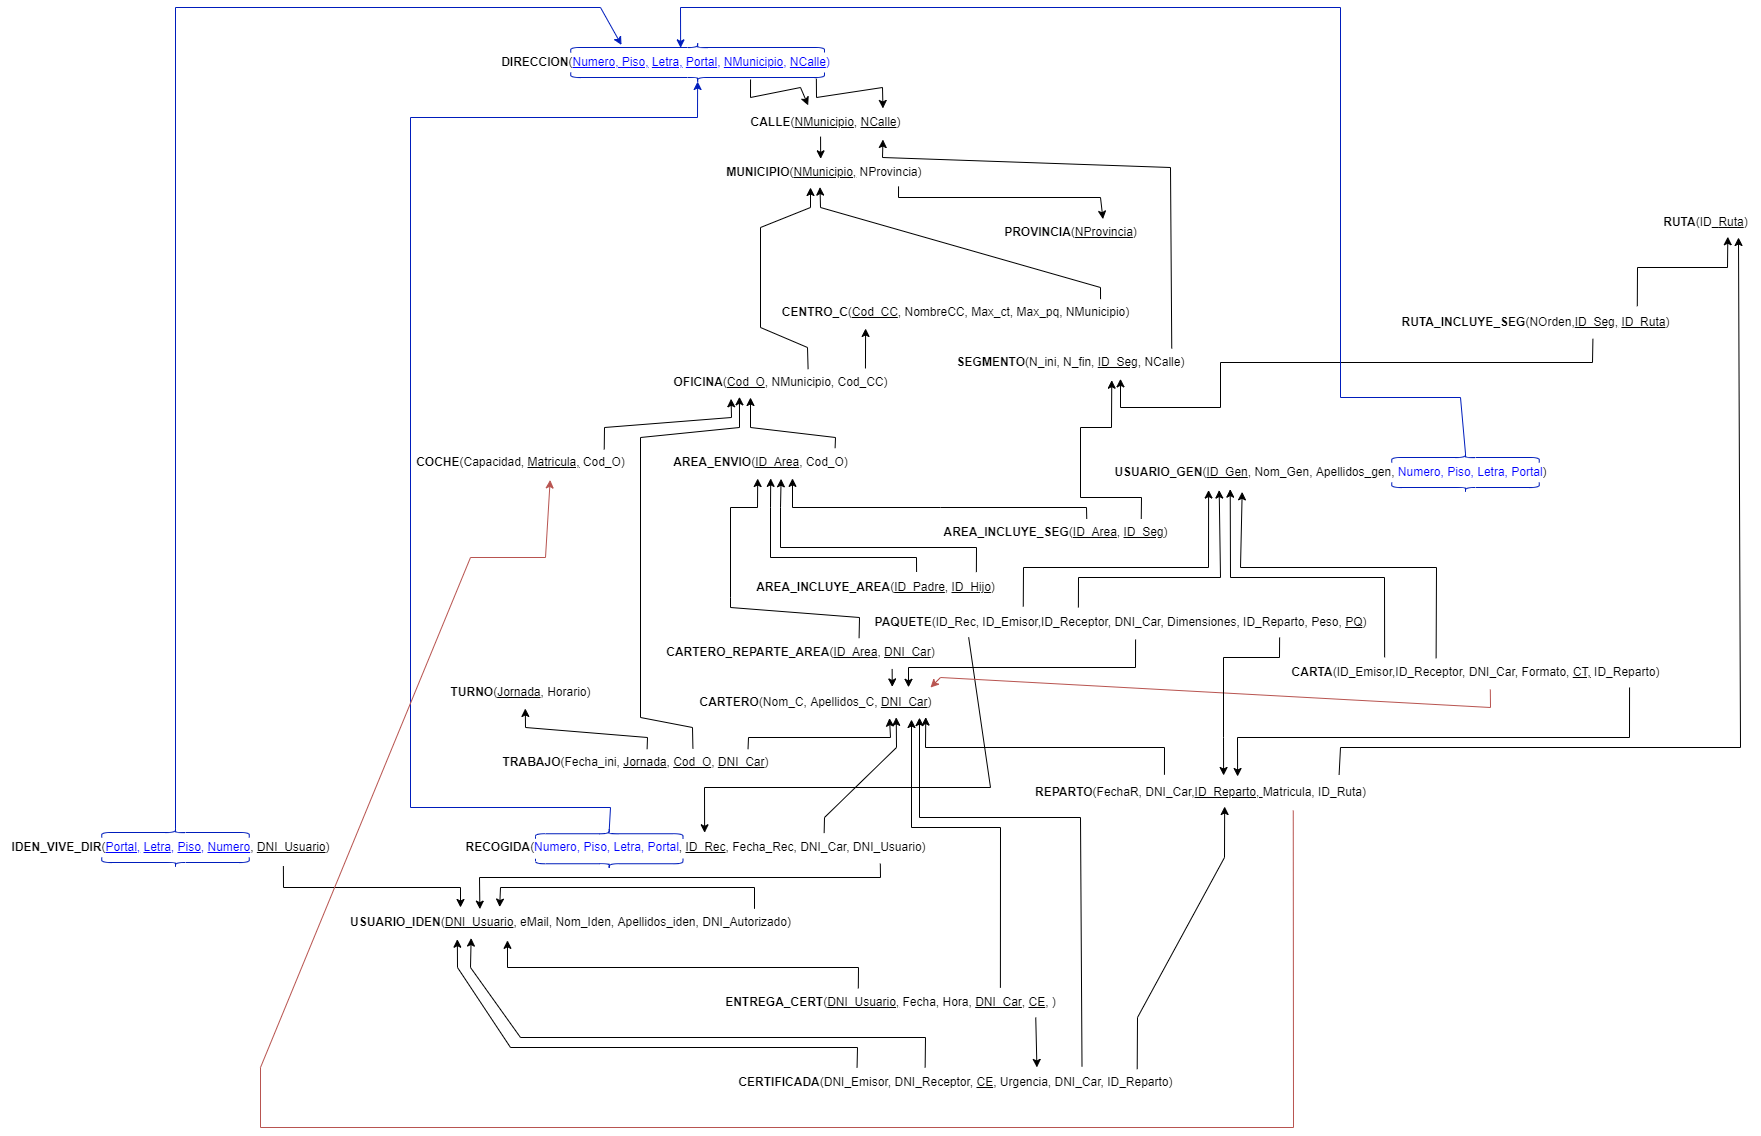 DIRECCION(Numero, Piso, Letra, Portal, NMunicipio, NCalle)
CALLE(NMunicipio, NCalle)
MUNICIPIO(NMunicipio, NProvincia)
RUTA(ID_Ruta)
PROVINCIA(NProvincia)
CENTRO_C(Cod_CC, NombreCC, Max_ct, Max_pq, NMunicipio)
RUTA_INCLUYE_SEG(NOrden,ID_Seg, ID_Ruta)
SEGMENTO(N_ini, N_fin, ID_Seg, NCalle)
OFICINA(Cod_O, NMunicipio, Cod_CC)
COCHE(Capacidad, Matricula, Cod_O)
AREA_ENVIO(ID_Area, Cod_O)
USUARIO_GEN(ID_Gen, Nom_Gen, Apellidos_gen, Numero, Piso, Letra, Portal)
AREA_INCLUYE_SEG(ID_Area, ID_Seg)
AREA_INCLUYE_AREA(ID_Padre, ID_Hijo)
PAQUETE(ID_Rec, ID_Emisor,ID_Receptor, DNI_Car, Dimensiones, ID_Reparto, Peso, PQ)
CARTERO_REPARTE_AREA(ID_Area, DNI_Car)
CARTA(ID_Emisor,ID_Receptor, DNI_Car, Formato, CT, ID_Reparto)
TURNO(Jornada, Horario)
CARTERO(Nom_C, Apellidos_C, DNI_Car)
TRABAJO(Fecha_ini, Jornada, Cod_O, DNI_Car)
REPARTO(FechaR, DNI_Car,ID_Reparto, Matricula, ID_Ruta)
IDEN_VIVE_DIR(Portal, Letra, Piso, Numero, DNI_Usuario)
RECOGIDA(Numero, Piso, Letra, Portal, ID_Rec, Fecha_Rec, DNI_Car, DNI_Usuario)
USUARIO_IDEN(DNI_Usuario, eMail, Nom_Iden, Apellidos_iden, DNI_Autorizado)
ENTREGA_CERT(DNI_Usuario, Fecha, Hora, DNI_Car, CE, )
CERTIFICADA(DNI_Emisor, DNI_Receptor, CE, Urgencia, DNI_Car, ID_Reparto)